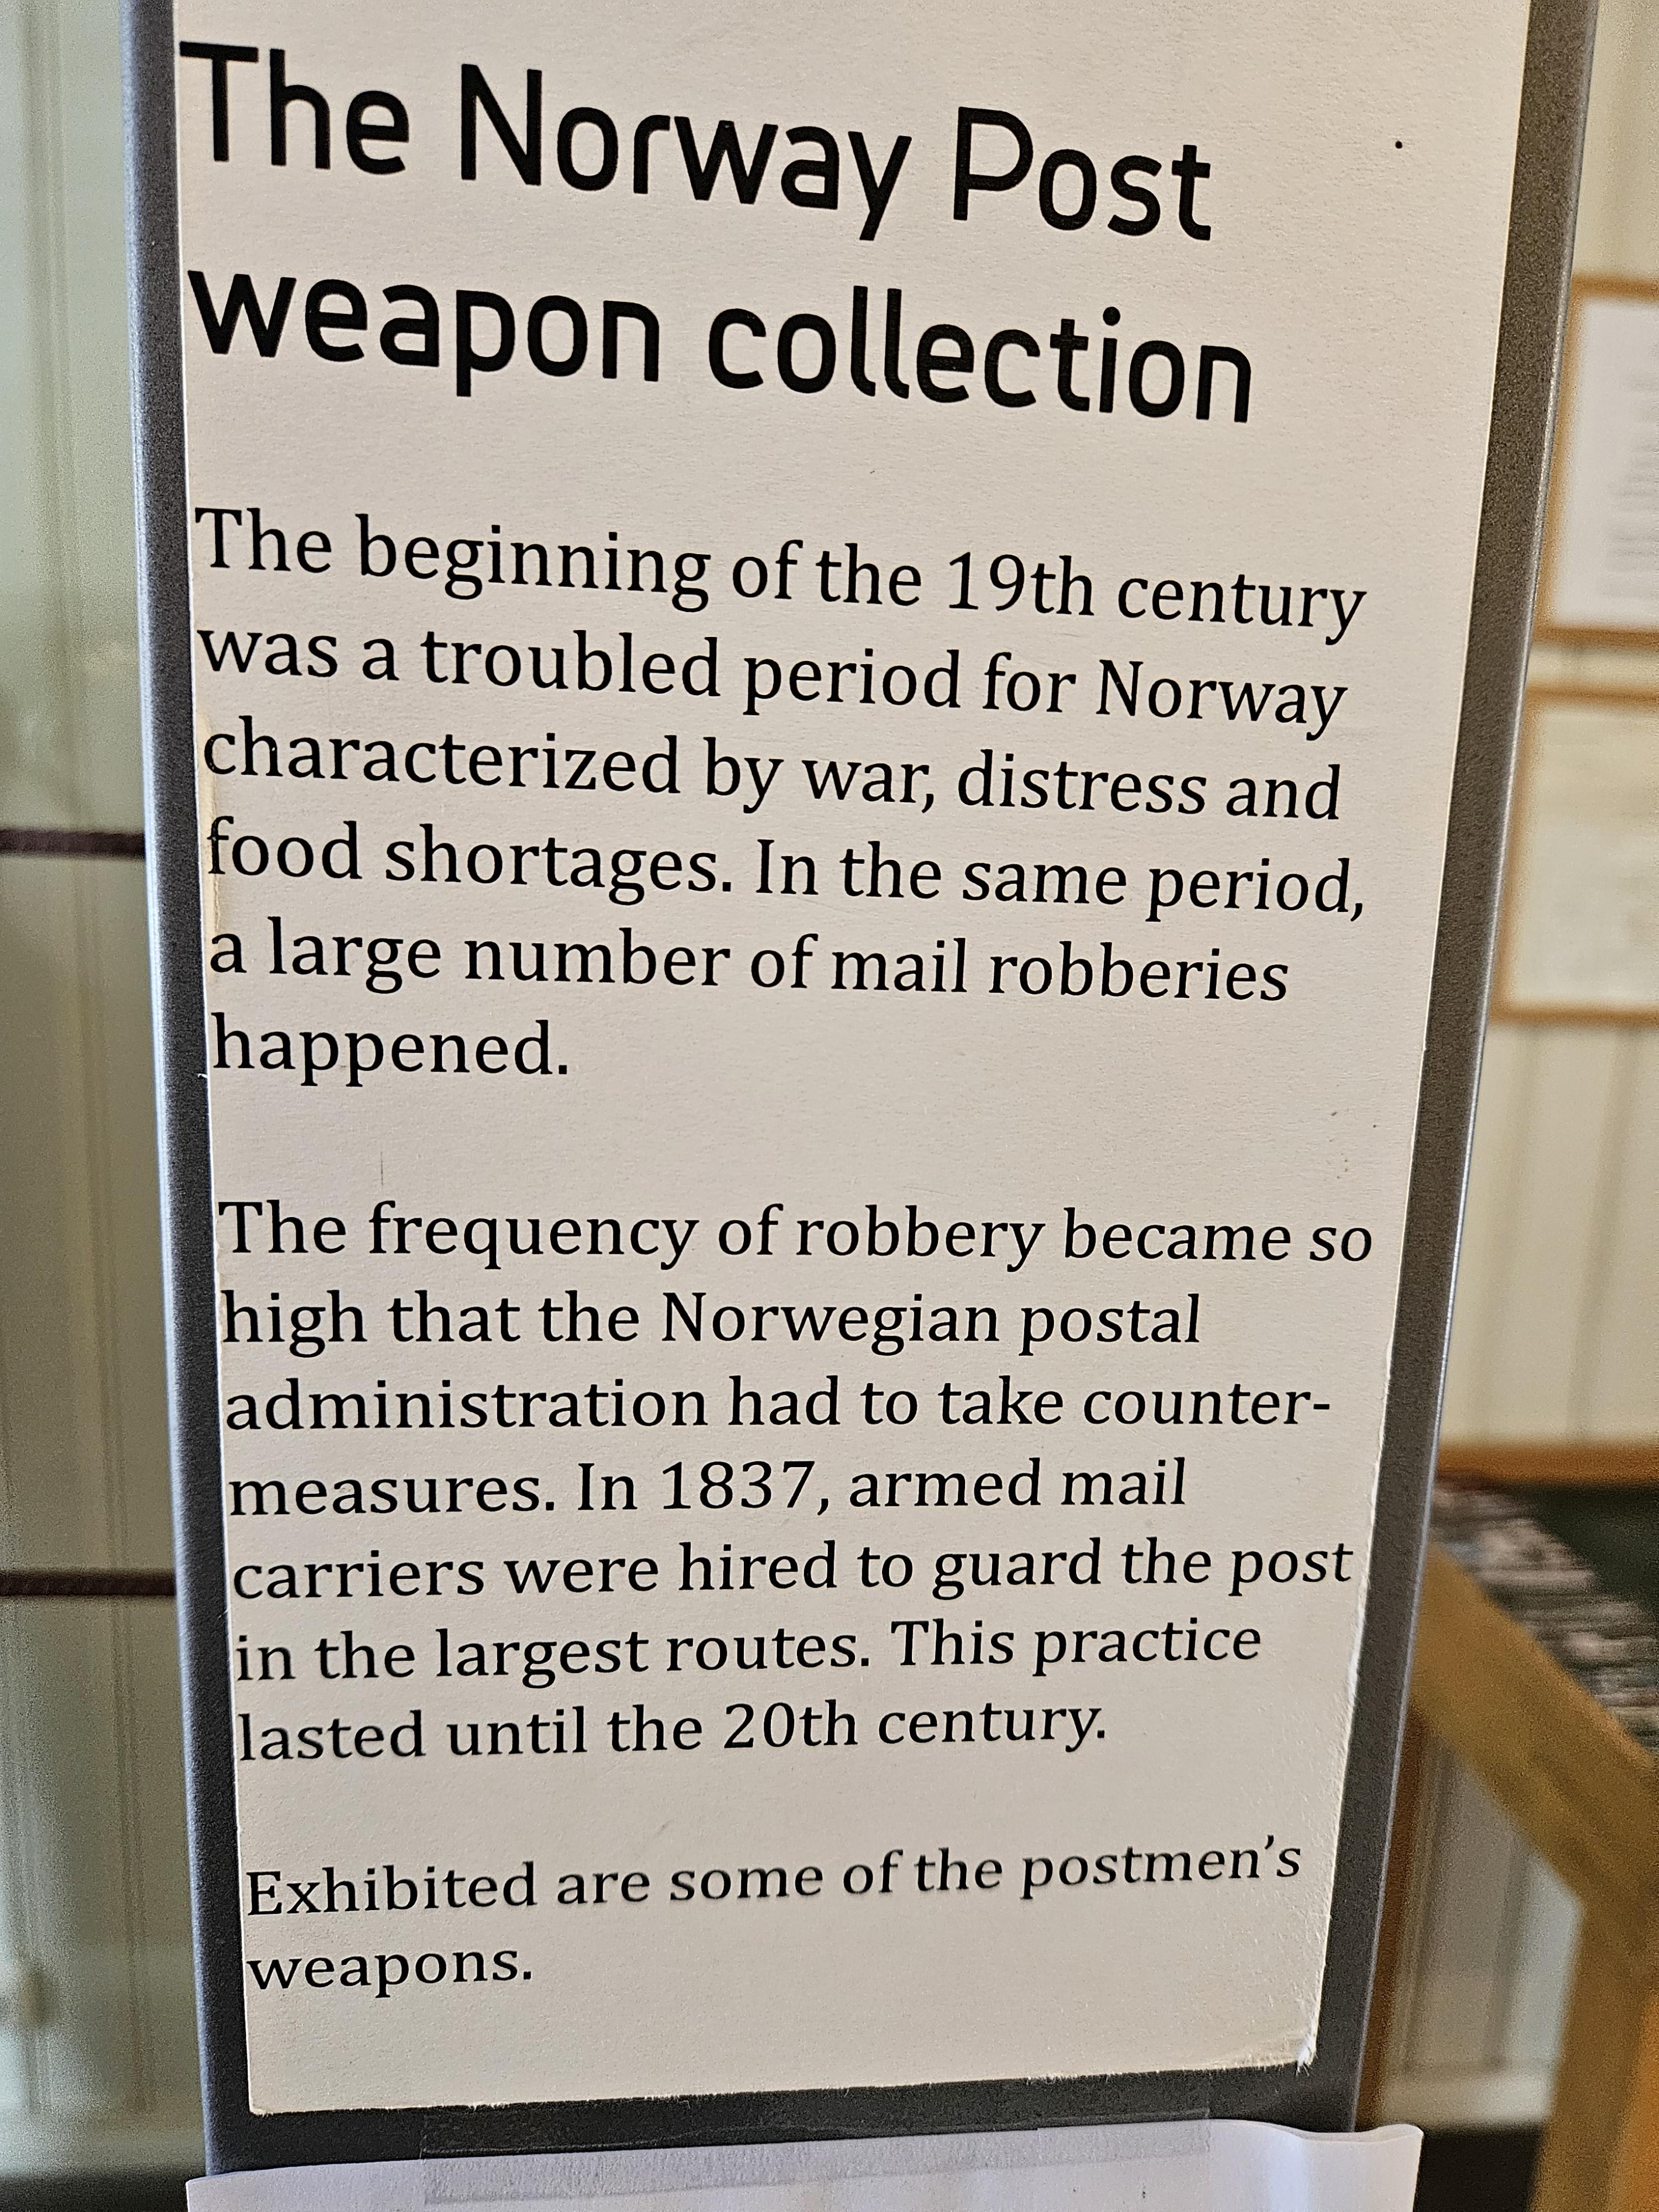 The Norway Post
weapon collection
The beginning of the 19th century
was a troubled period for Norway
characterized by war, distress and
food shortages. In the same period,
a large number of mail robberies
happened.
The frequency of robbery became so
high that the Norwegian postal
administration had to take counter-
measures. In 1837, armed mail
carriers were hired to guard the post
in the largest routes. This practice
lasted until the 20th century.
Exhibited are some of the postmen’s
weapons.